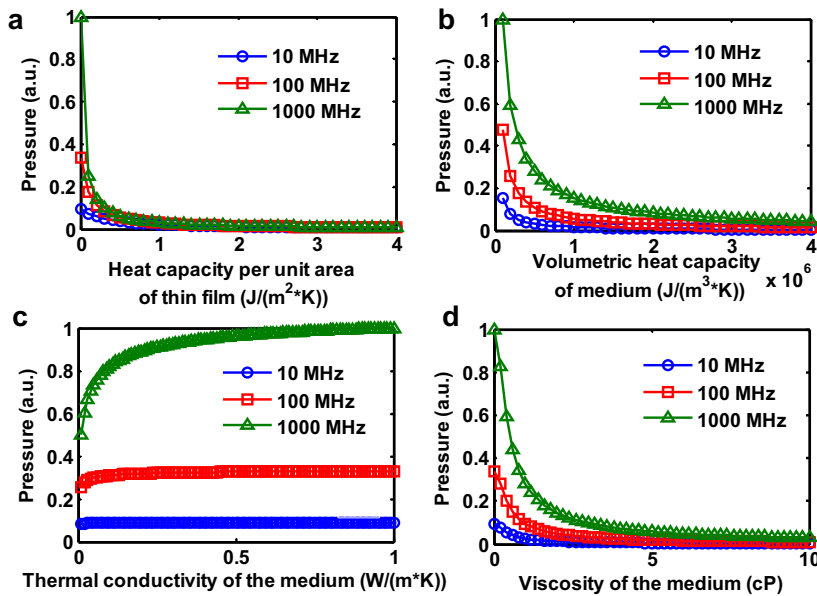 a
1
0.8
0.6
0.4
0.2
0
0 1 2 3 4
Pressure (a.u.)
10 MHz
100 MHz
1000 MHz
Heat capacity per unit area
of thin film (J/(m²*K))
b
1
0.8
0.6
0.4
0.2
0
0 1 2 3 4
Pressure (a.u.)
10 MHz
100 MHz
1000 MHz
Volumetric heat capacity
of medium (J/(m³*K))
x 10⁶
c
1
0.8
0.6
0.4
0.2
0
0 0.5 1
Pressure (a.u.)
10 MHz
100 MHz
1000 MHz
Thermal conductivity of the medium (W/(m*K))
d
1
0.8
0.6
0.4
0.2
0
0 5 10
Pressure (a.u.)
10 MHz
100 MHz
1000 MHz
Viscosity of the medium (cP)